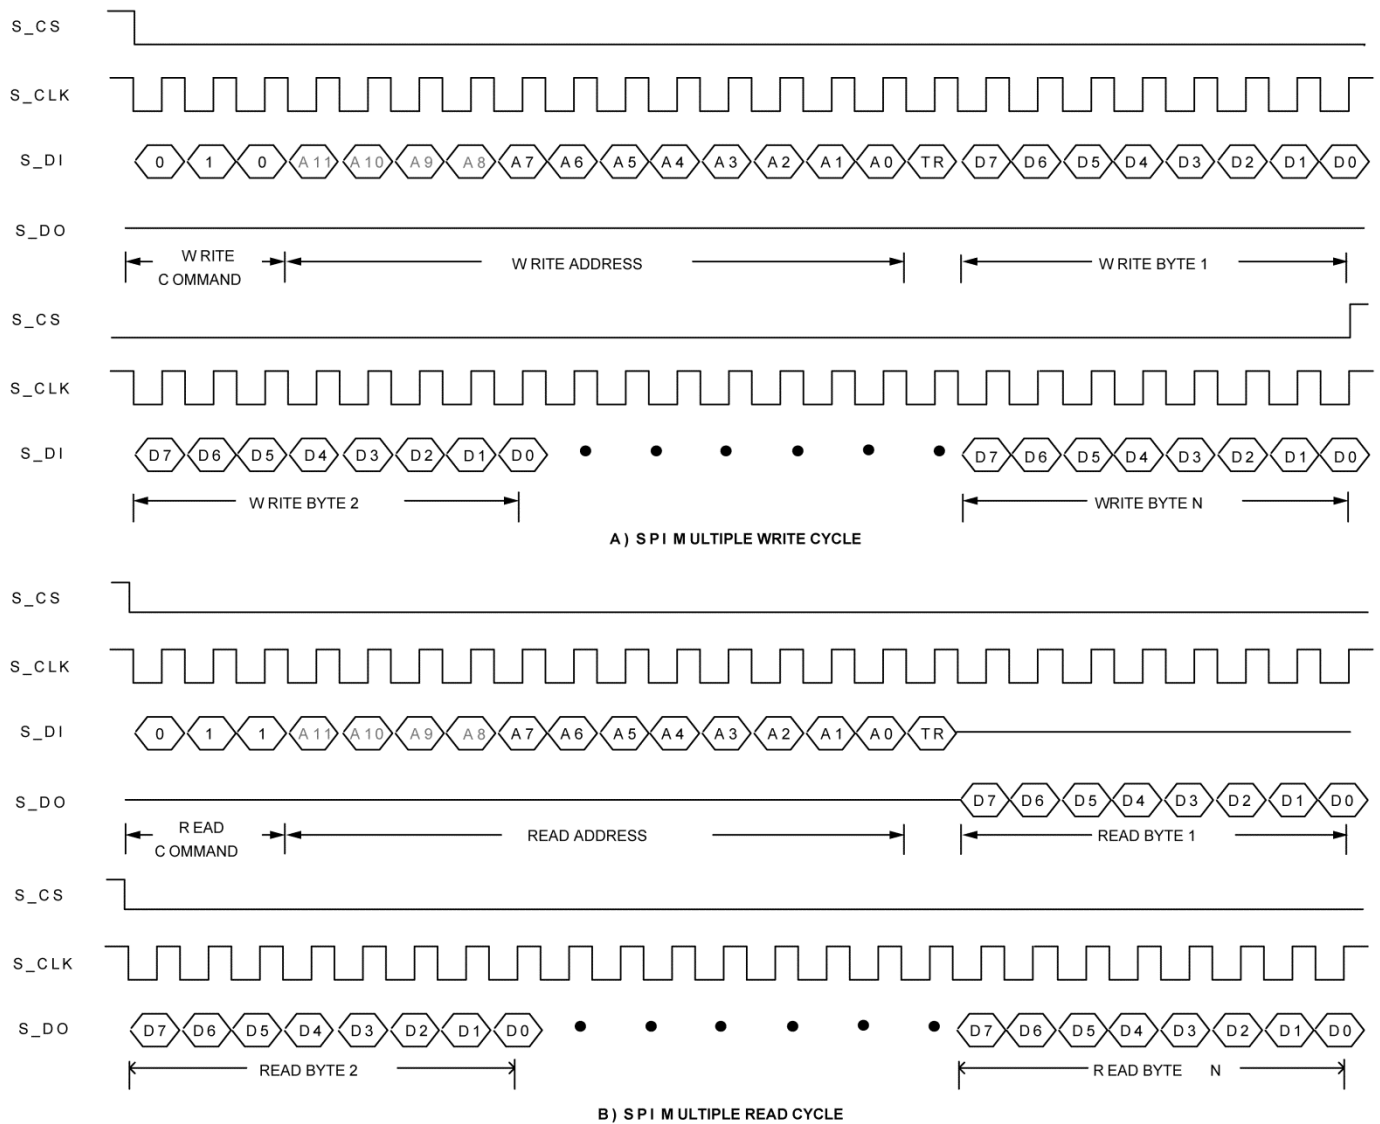 S_CS
S_CLK
S_DI 0 1 0 A11 A10 A9 A8 A7 A6 A5 A4 A3 A2 A1 A0 TR D7 D6 D5 D4 D3 D2 D1 D0
S_DO
WRITE COMMAND WRITE ADDRESS WRITE BYTE 1
S_CS
S_CLK
S_DI D7 D6 D5 D4 D3 D2 D1 D0 D7 D6 D5 D4 D3 D2 D1 D0
WRITE BYTE 2 WRITE BYTE N
A) SPI MULTIPLE WRITE CYCLE
S_CS
S_CLK
S_DI 0 1 1 A11 A10 A9 A8 A7 A6 A5 A4 A3 A2 A1 A0 TR
S_DO D7 D6 D5 D4 D3 D2 D1 D0
READ COMMAND READ ADDRESS READ BYTE 1
S_CS
S_CLK
S_DO D7 D6 D5 D4 D3 D2 D1 D0 D7 D6 D5 D4 D3 D2 D1 D0
READ BYTE 2 READ BYTE N
B) SPI MULTIPLE READ CYCLE